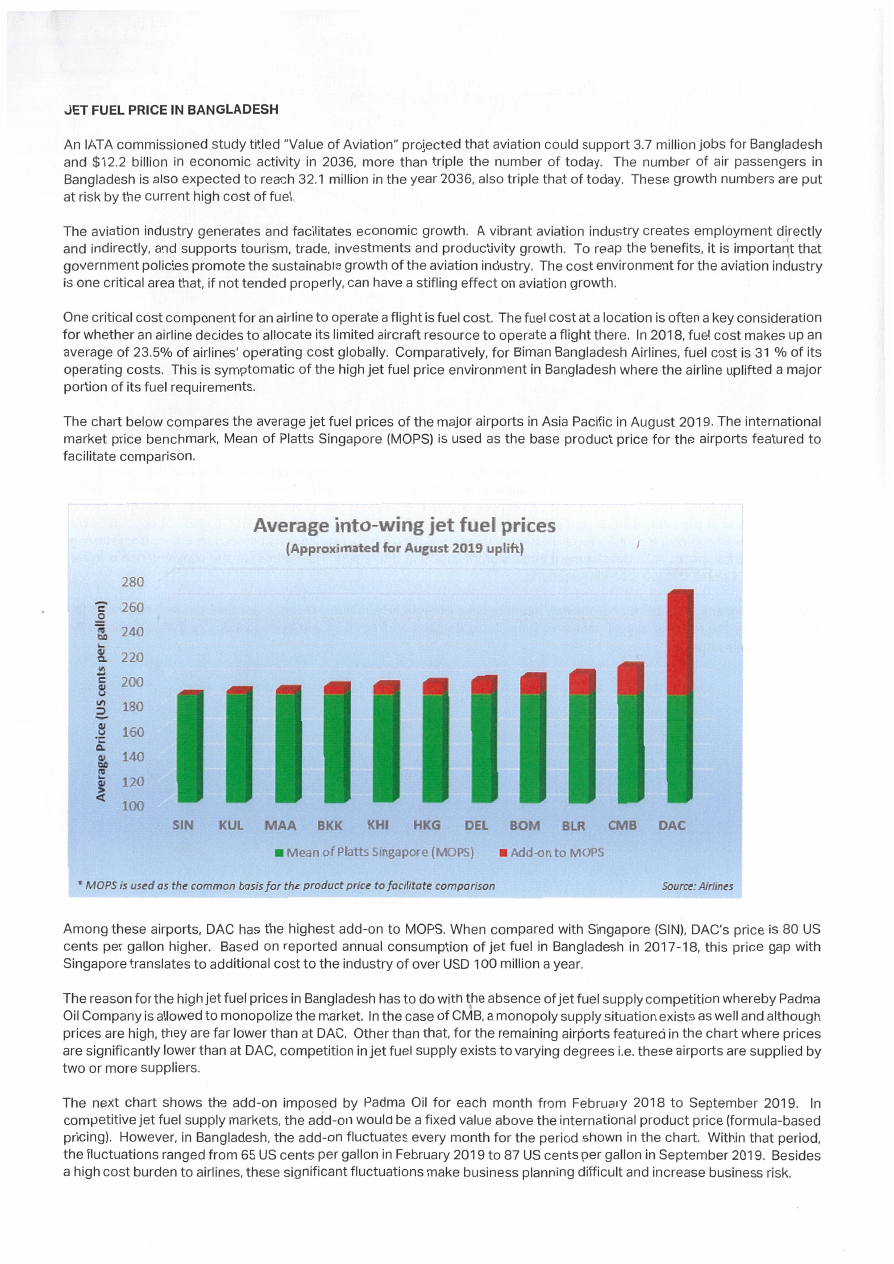 JET FUEL PRICE IN BANGLADESH
An IATA commissioned study titled "Value of Aviation" projected that aviation could support 3.7 million jobs for Bangladesh
and $12.2 billion in economic activity in 2036, more than triple the number of today. The number of air passengers in
Bangladesh is also expected to reach 32.1 million in the year 2036, also triple that of today. These growth numbers are put
at risk by the current high cost of fuel.
The aviation industry generates and facilitates economic growth. A vibrant aviation industry creates employment directly
and indirectly, and supports tourism, trade, investments and productivity growth. To reap the benefits, it is important that
government policies promote the sustainable growth of the aviation industry. The cost environment for the aviation industry
is one critical area that, if not tended properly, can have a stifling effect on aviation growth.
One critical cost component for an airline to operate a flight is fuel cost. The fuel cost at a location is often a key consideration
for whether an airline decides to allocate its limited aircraft resource to operate a flight there. In 2018, fuel cost makes up an
average of 23.5% of airlines' operating cost globally. Comparatively, for Biman Bangladesh Airlines, fuel cost is 31 % of its
operating costs. This is symptomatic of the high jet fuel price environment in Bangladesh where the airline uplifted a major
portion of its fuel requirements.
The chart below compares the average jet fuel prices of the major airports in Asia Pacific in August 2019. The international
market price benchmark, Mean of Platts Singapore (MOPS) is used as the base product price for the airports featured to
facilitate comparison.
Average into-wing jet fuel prices
(Approximated for August 2019 uplift)
Average Price (US cents per gallon)
280
260
240
220
200
180
160
140
120
100
SIN KUL MAA BKK KHI HKG DEL BOM BLR CMB DAC
Mean of Platts Singapore (MOPS) Add-on to MOPS
* MOPS is used as the common basis for the product price to facilitate comparison Source: Airlines
Among these airports, DAC has the highest add-on to MOPS. When compared with Singapore (SIN), DAC's price is 80 US
cents per gallon higher. Based on reported annual consumption of jet fuel in Bangladesh in 2017-18, this price gap with
Singapore translates to additional cost to the industry of over USD 100 million a year.
The reason for the high jet fuel prices in Bangladesh has to do with the absence of jet fuel supply competition whereby Padma
Oil Company is allowed to monopolize the market. In the case of CMB, a monopoly supply situation exists as well and although
prices are high, they are far lower than at DAC. Other than that, for the remaining airports featured in the chart where prices
are significantly lower than at DAC, competition in jet fuel supply exists to varying degrees i.e. these airports are supplied by
two or more suppliers.
The next chart shows the add-on imposed by Padma Oil for each month from February 2018 to September 2019. In
competitive jet fuel supply markets, the add-on would be a fixed value above the international product price (formula-based
pricing). However, in Bangladesh, the add-on fluctuates every month for the period shown in the chart. Within that period,
the fluctuations ranged from 65 US cents per gallon in February 2019 to 87 US cents per gallon in September 2019. Besides
a high cost burden to airlines, these significant fluctuations make business planning difficult and increase business risk.